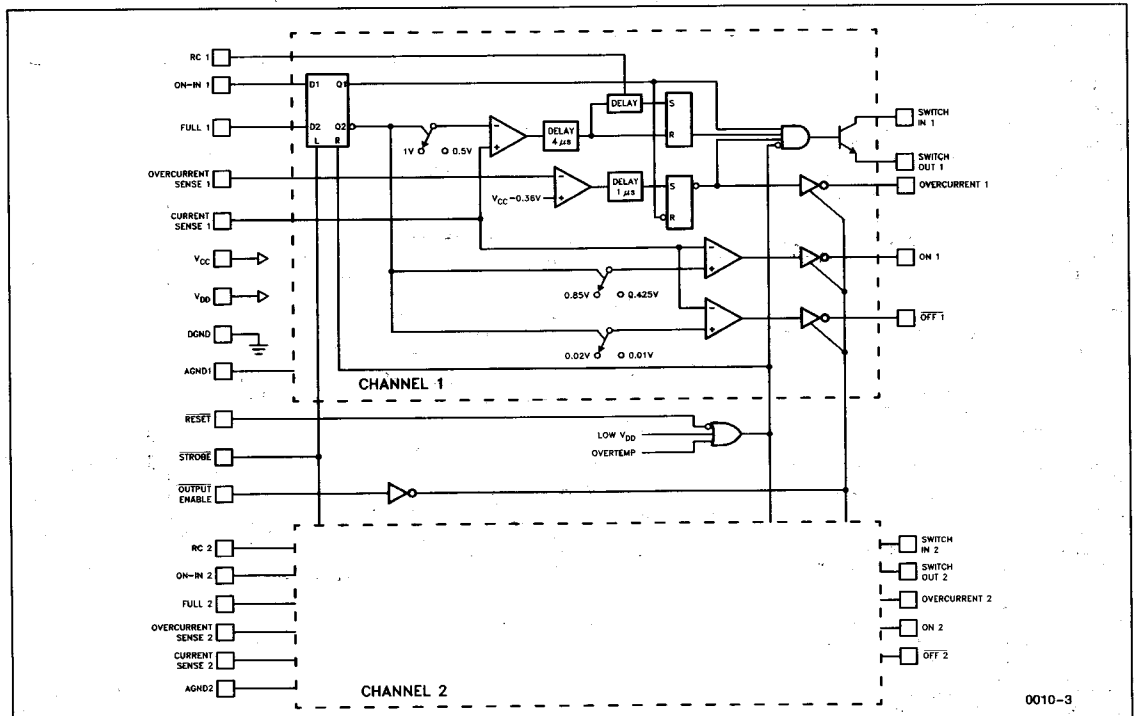 RC 1
ON-IN 1
FULL 1
OVERCURRENT
SENSE 1
CURRENT
SENSE 1
VCC
VDD
DGND
AGND1
RESET
STROBE
OUTPUT
ENABLE
D1 Q1
D2 Q2
L R
1V 0.5V
DELAY
4 μs
DELAY
S
R
VCC-0.36V
DELAY
1 μs
S
R
0.85V 0.425V
0.02V 0.01V
CHANNEL 1
LOW VDD
OVERTEMP
SWITCH
IN 1
SWITCH
OUT 1
OVERCURRENT 1
ON 1
OFF 1
RC 2
ON-IN 2
FULL 2
OVERCURRENT
SENSE 2
CURRENT
SENSE 2
AGND2
CHANNEL 2
SWITCH
IN 2
SWITCH
OUT 2
OVERCURRENT 2
ON 2
OFF 2
0010-3